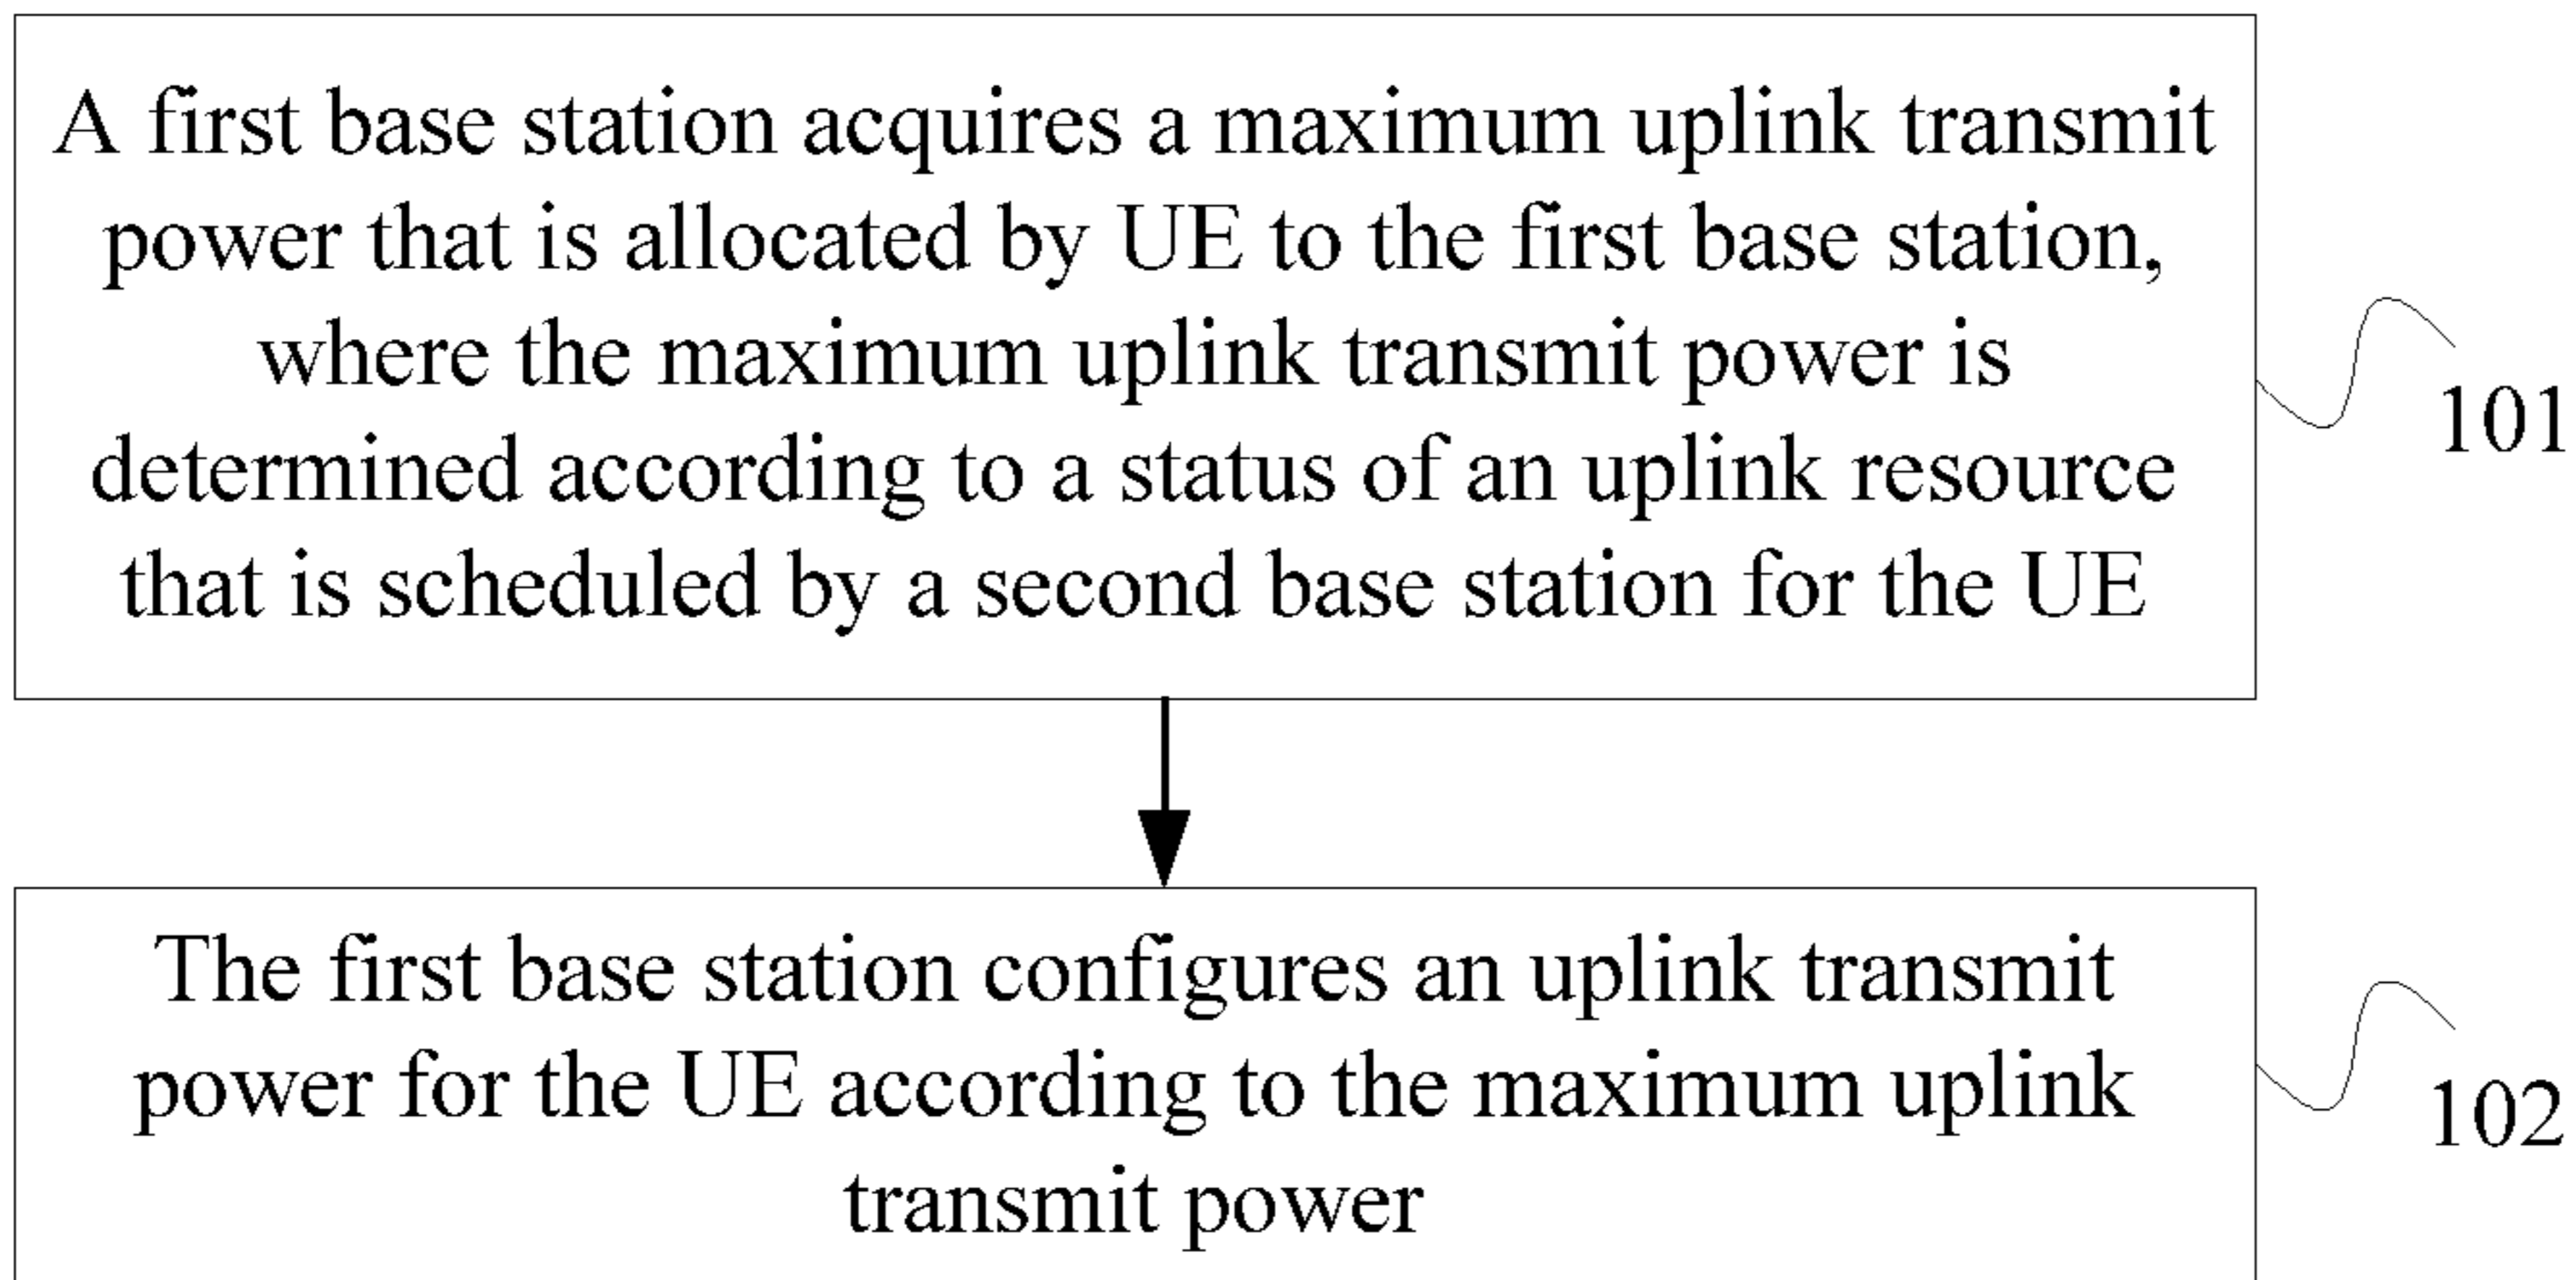 A first base station acquires a maximum uplink transmit
power that is allocated by UE to the first base station,
where the maximum uplink transmit power is
determined according to a status of an uplink resource
that is scheduled by a second base station for the UE
101
The first base station configures an uplink transmit
power for the UE according to the maximum uplink
transmit power
102